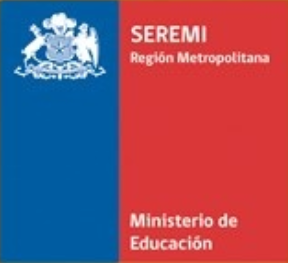 SEREMI
Región Metropolitana
Ministerio de
Educación